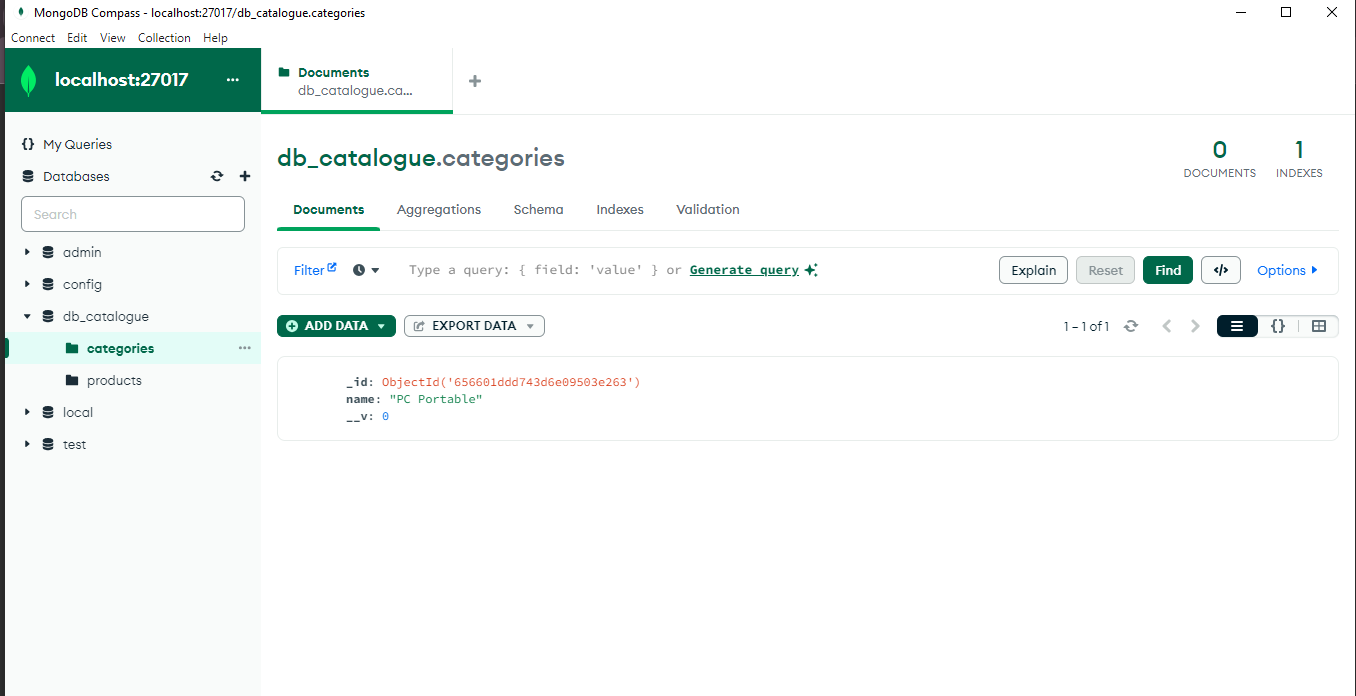 MongoDB Compass - localhost:27017/db_catalogue.categories
Connect Edit View Collection Help
localhost:27017 ...
Documents
db_catalogue.ca...
+
{} My Queries
Databases
Search
admin
config
db_catalogue
categories
products
local
test
db_catalogue.categories
0
DOCUMENTS
1
INDEXES
Documents Aggregations Schema Indexes Validation
Filter Type a query: { field: 'value' } or Generate query Explain Reset Find </> Options
ADD DATA EXPORT DATA 1 – 1 of 1 {}
_id: ObjectId('656601ddd743d6e09503e263')
name: "PC Portable"
__v: 0